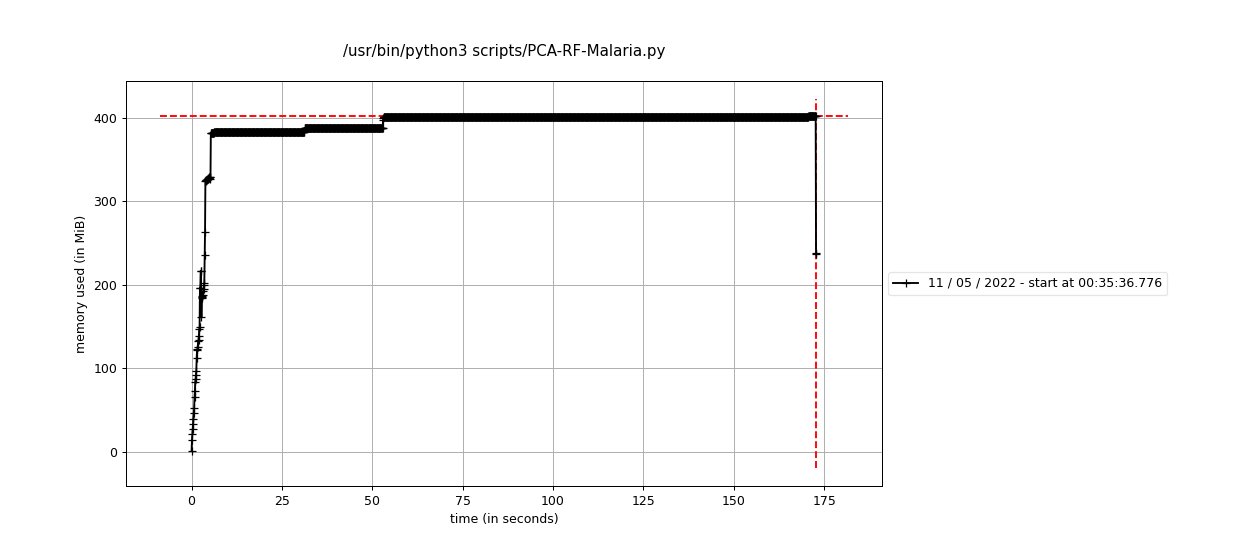 /usr/bin/python3 scripts/PCA-RF-Malaria.py
400
300
200
100
0
memory used (in MiB)
0 25 50 75 100 125 150 175
time (in seconds)
11 / 05 / 2022 - start at 00:35:36.776